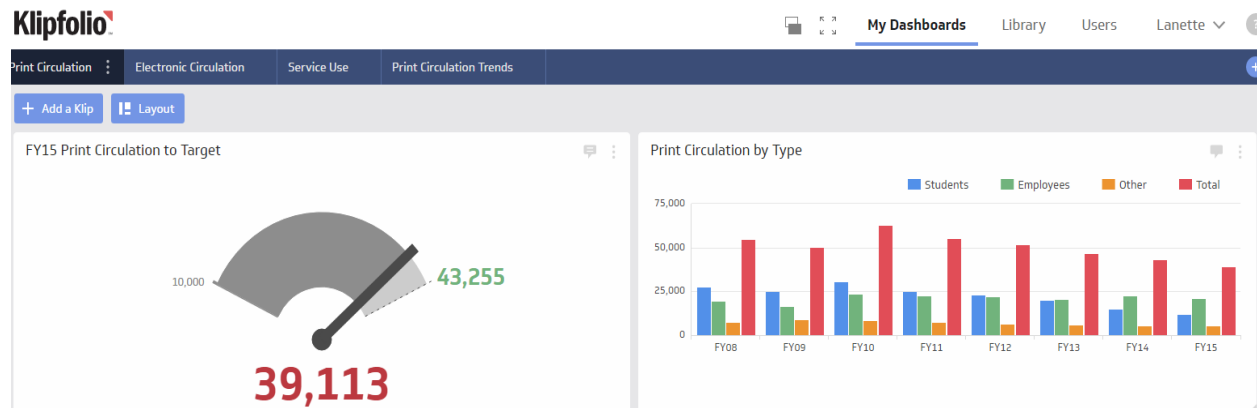 Klipfolio
My Dashboards Library Users Lanette
Print Circulation Electronic Circulation Service Use Print Circulation Trends
+ Add a Klip Layout
FY15 Print Circulation to Target
10,000
43,255
39,113
Print Circulation by Type
Students Employees Other Total
75,000
50,000
25,000
0
FY08 FY09 FY10 FY11 FY12 FY13 FY14 FY15